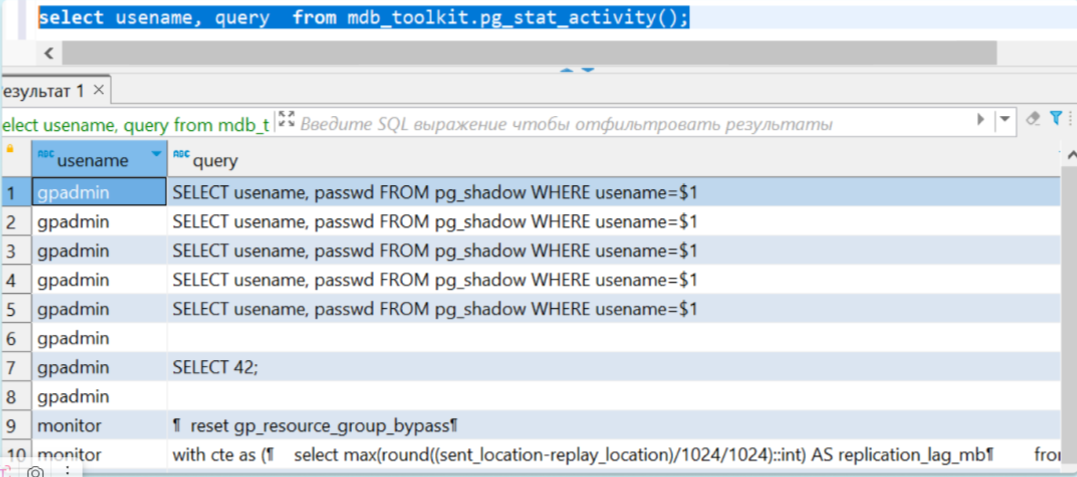 select usename, query  from mdb_toolkit.pg_stat_activity();
езультат 1
elect usename, query from mdb_t Введите SQL выражение чтобы отфильтровать результаты
ABC usename ABC query
1 gpadmin SELECT usename, passwd FROM pg_shadow WHERE usename=$1
2 gpadmin SELECT usename, passwd FROM pg_shadow WHERE usename=$1
3 gpadmin SELECT usename, passwd FROM pg_shadow WHERE usename=$1
4 gpadmin SELECT usename, passwd FROM pg_shadow WHERE usename=$1
5 gpadmin SELECT usename, passwd FROM pg_shadow WHERE usename=$1
6 gpadmin
7 gpadmin SELECT 42;
8 gpadmin
9 monitor ¶  reset gp_resource_group_bypass¶
10 monitor with cte as (¶    select max(round((sent_location-replay_location)/1024/1024)::int) AS replication_lag_mb¶